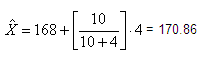 X̂ = 168 + [10 / (10 + 4)] · 4 = 170.86